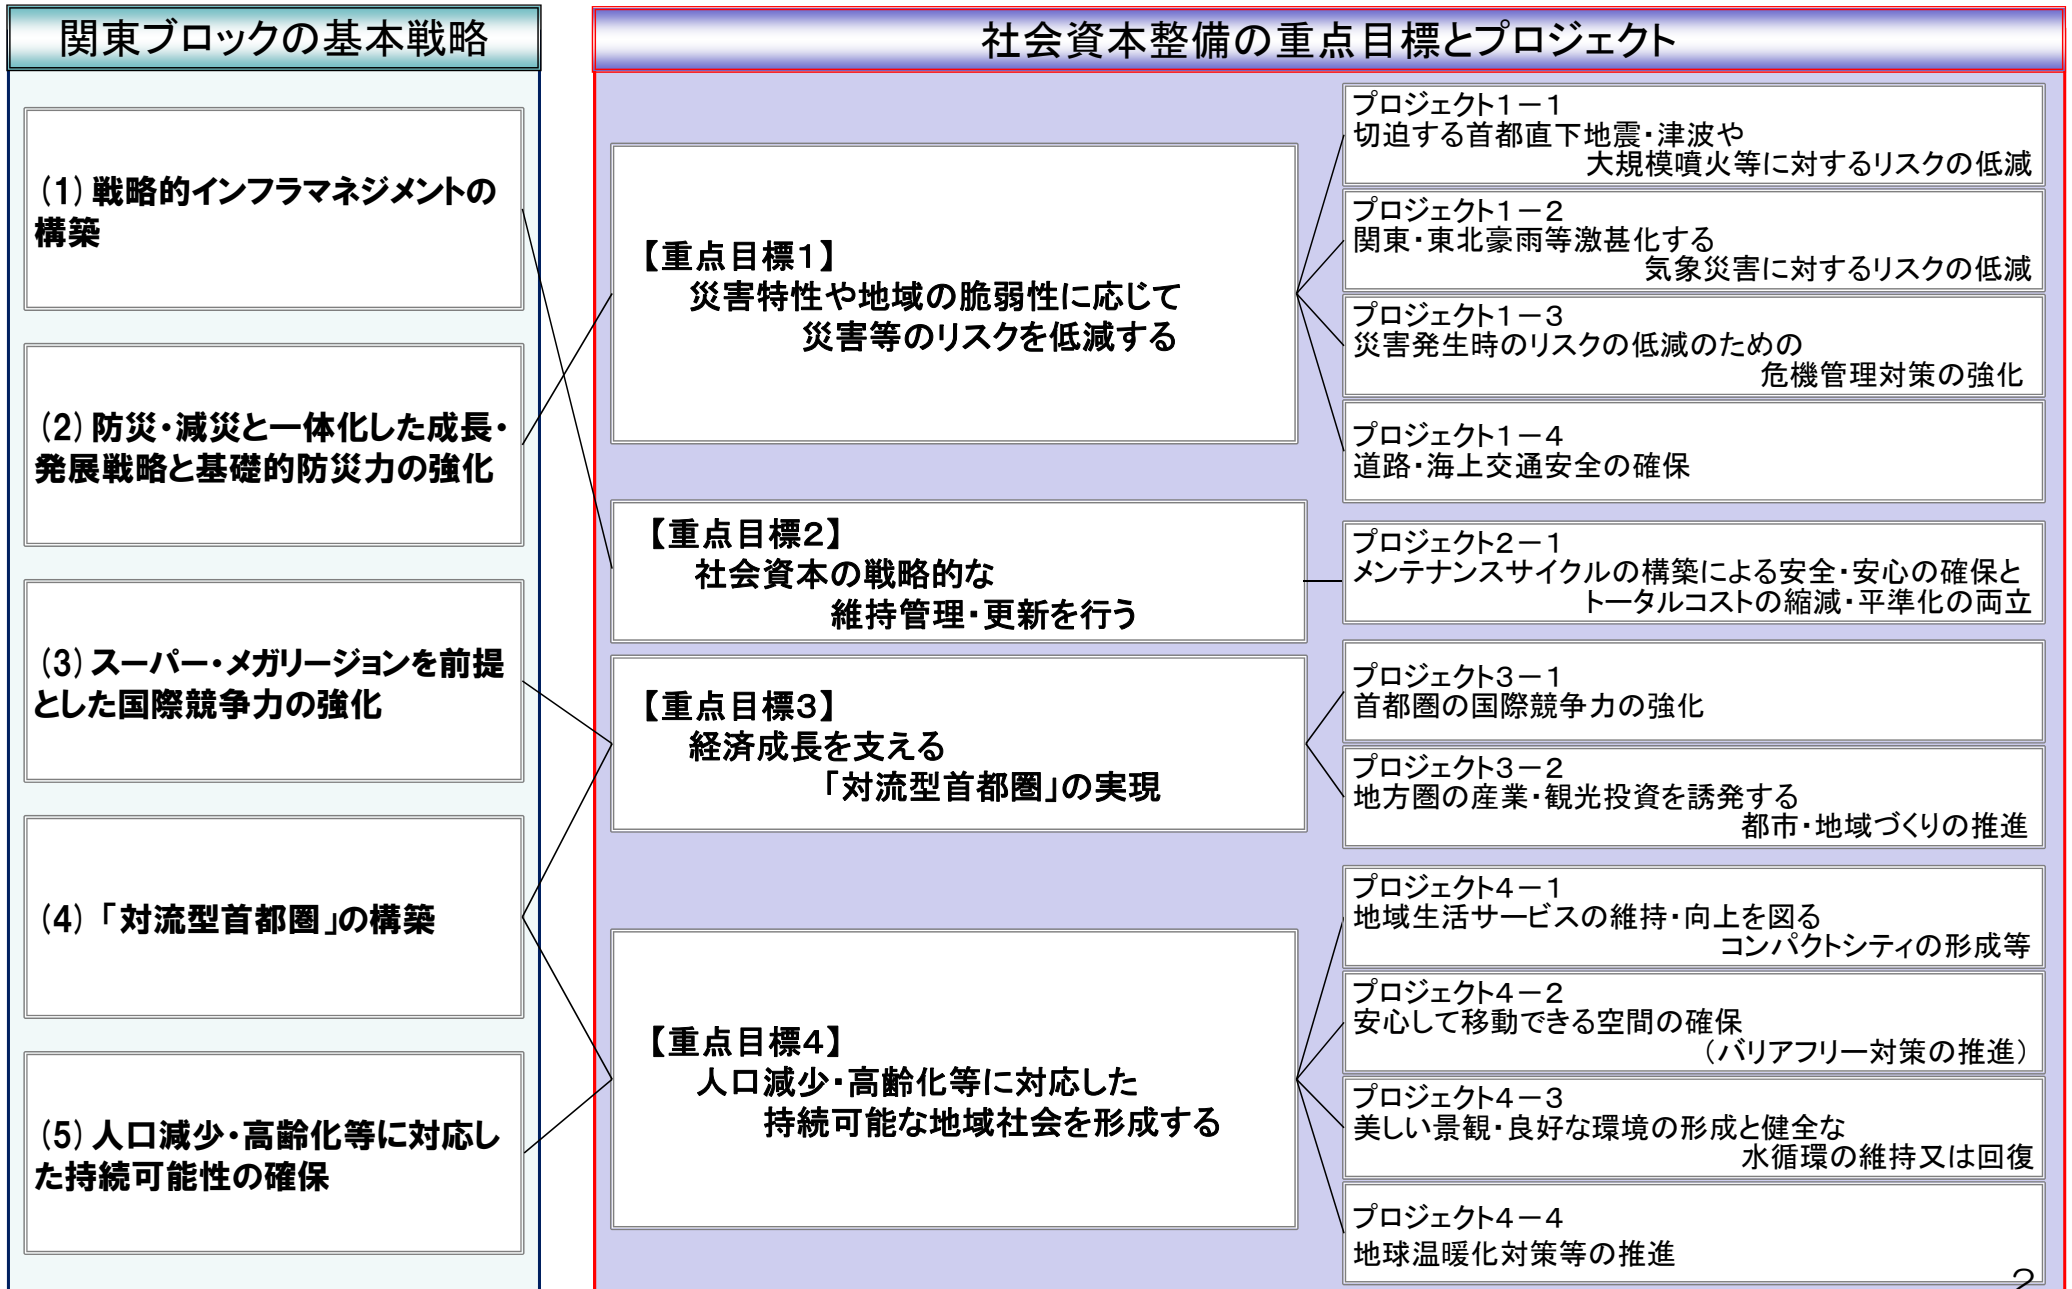 関東ブロックの基本戦略
(1)戦略的インフラマネジメントの
構築
(2)防災・減災と一体化した成長・
発展戦略と基礎的防災力の強化
(3)スーパー・メガリージョンを前提
とした国際競争力の強化
(4)「対流型首都圏」の構築
(5)人口減少・高齢化等に対応し
た持続可能性の確保
社会資本整備の重点目標とプロジェクト
【重点目標1】
災害特性や地域の脆弱性に応じて
災害等のリスクを低減する
プロジェクト1－1
切迫する首都直下地震・津波や
大規模噴火等に対するリスクの低減
プロジェクト1－2
関東・東北豪雨等激甚化する
気象災害に対するリスクの低減
プロジェクト1－3
災害発生時のリスクの低減のための
危機管理対策の強化
プロジェクト1－4
道路・海上交通安全の確保
【重点目標2】
社会資本の戦略的な
維持管理・更新を行う
プロジェクト2－1
メンテナンスサイクルの構築による安全・安心の確保と
トータルコストの縮減・平準化の両立
【重点目標3】
経済成長を支える
「対流型首都圏」の実現
プロジェクト3－1
首都圏の国際競争力の強化
プロジェクト3－2
地方圏の産業・観光投資を誘発する
都市・地域づくりの推進
【重点目標4】
人口減少・高齢化等に対応した
持続可能な地域社会を形成する
プロジェクト4－1
地域生活サービスの維持・向上を図る
コンパクトシティの形成等
プロジェクト4－2
安心して移動できる空間の確保
（バリアフリー対策の推進）
プロジェクト4－3
美しい景観・良好な環境の形成と健全な
水循環の維持又は回復
プロジェクト4－4
地球温暖化対策等の推進
2